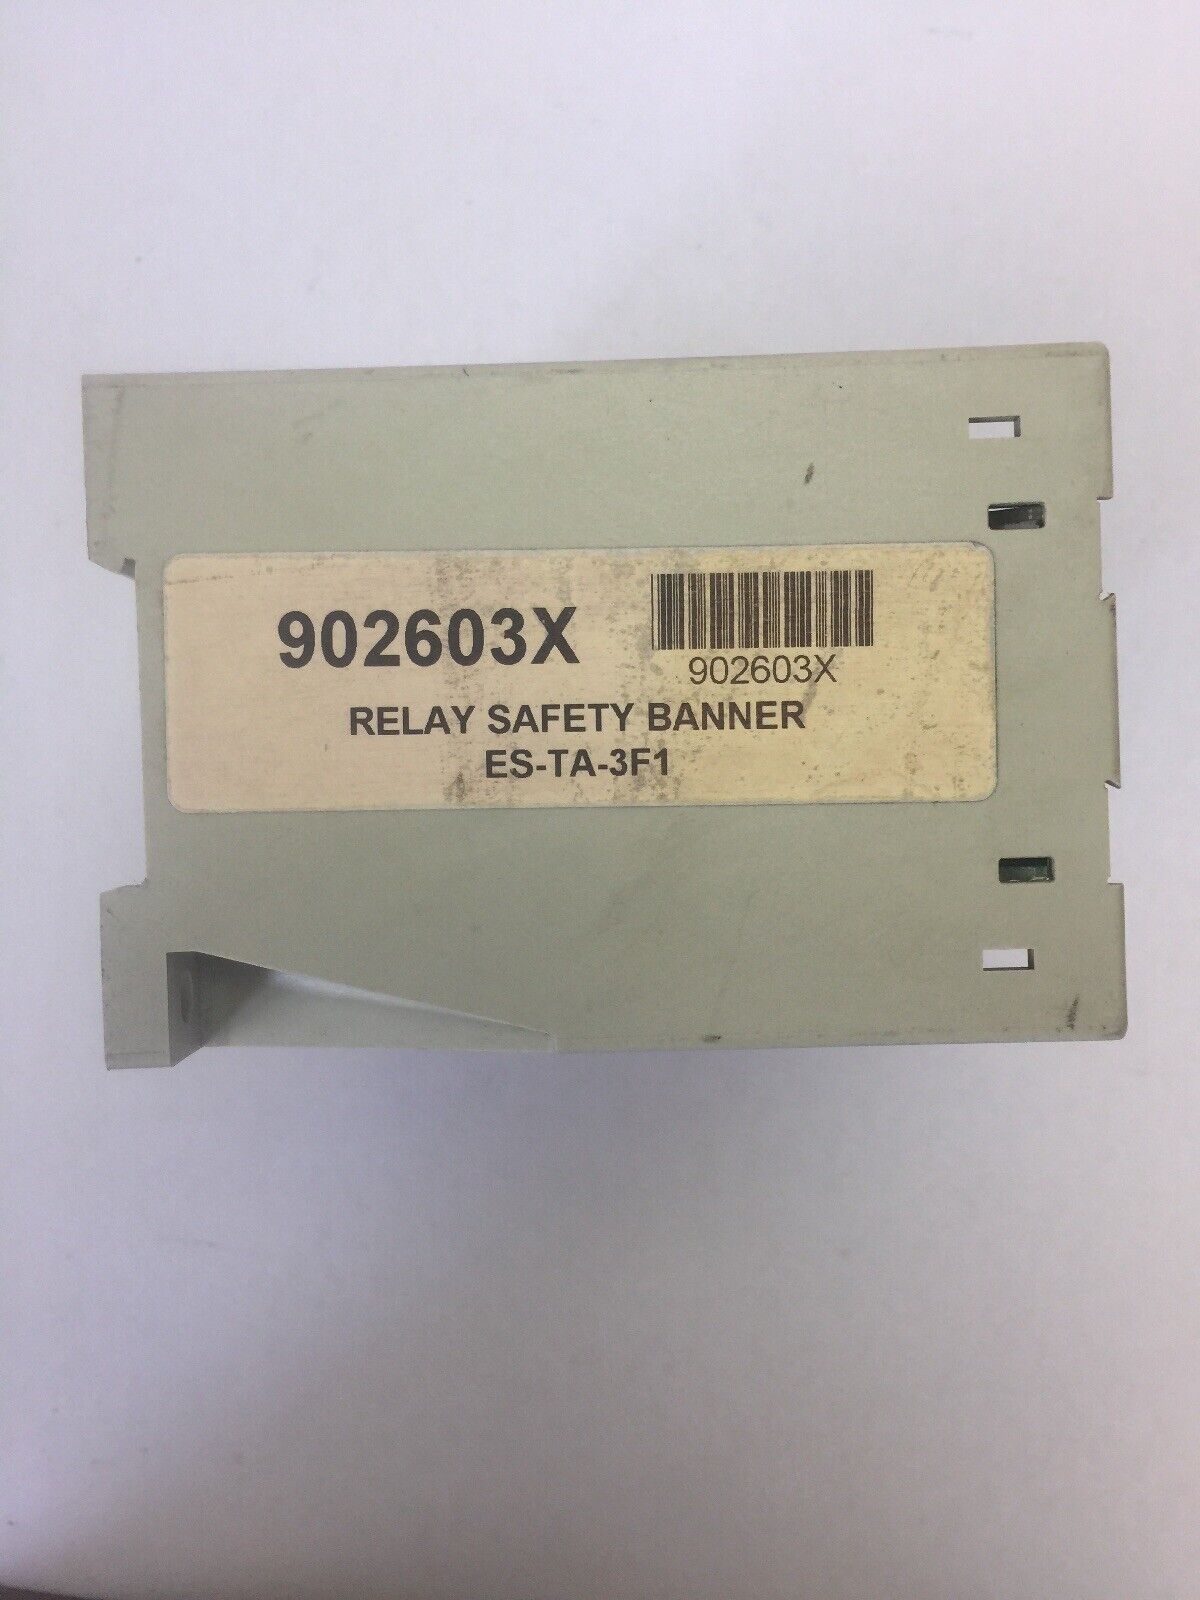 902603X
902603X
RELAY SAFETY BANNER
ES-TA-3F1